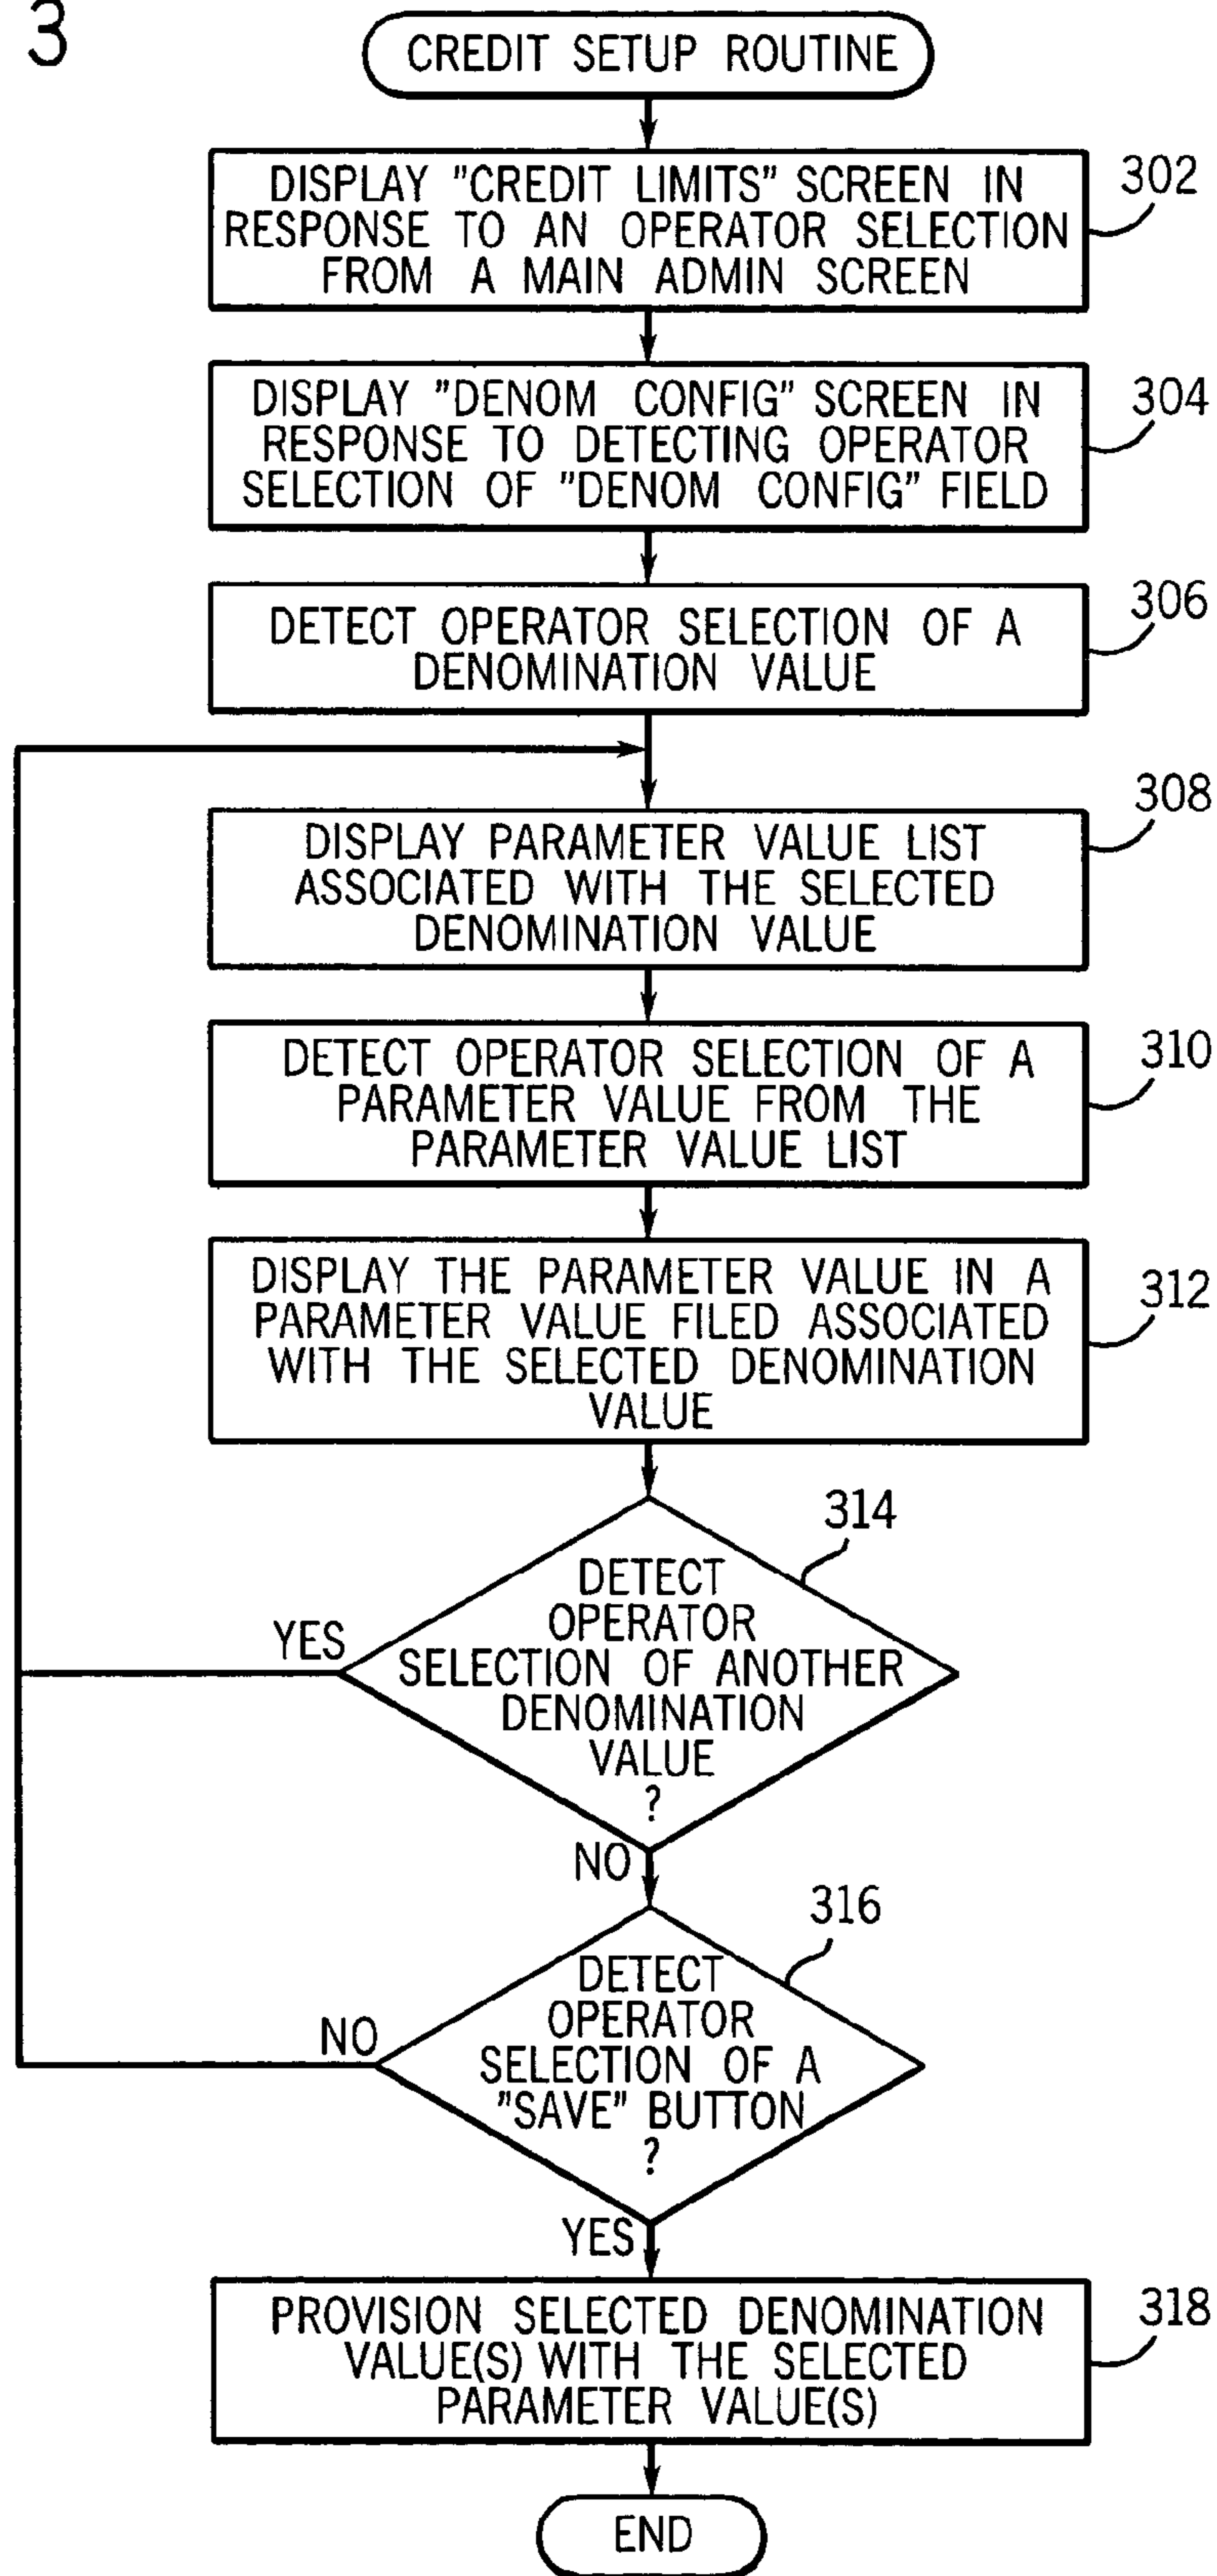 3
CREDIT SETUP ROUTINE
DISPLAY "CREDIT LIMITS" SCREEN IN
RESPONSE TO AN OPERATOR SELECTION
FROM A MAIN ADMIN SCREEN
302
DISPLAY "DENOM CONFIG" SCREEN IN
RESPONSE TO DETECTING OPERATOR
SELECTION OF "DENOM CONFIG" FIELD
304
DETECT OPERATOR SELECTION OF A
DENOMINATION VALUE
306
DISPLAY PARAMETER VALUE LIST
ASSOCIATED WITH THE SELECTED
DENOMINATION VALUE
308
DETECT OPERATOR SELECTION OF A
PARAMETER VALUE FROM THE
PARAMETER VALUE LIST
310
DISPLAY THE PARAMETER VALUE IN A
PARAMETER VALUE FILED ASSOCIATED
WITH THE SELECTED DENOMINATION
VALUE
312
314
DETECT
OPERATOR
SELECTION OF ANOTHER
DENOMINATION
VALUE
?
YES
NO
316
DETECT
OPERATOR
SELECTION OF A
"SAVE" BUTTON
?
NO
YES
PROVISION SELECTED DENOMINATION
VALUE(S) WITH THE SELECTED
PARAMETER VALUE(S)
318
END